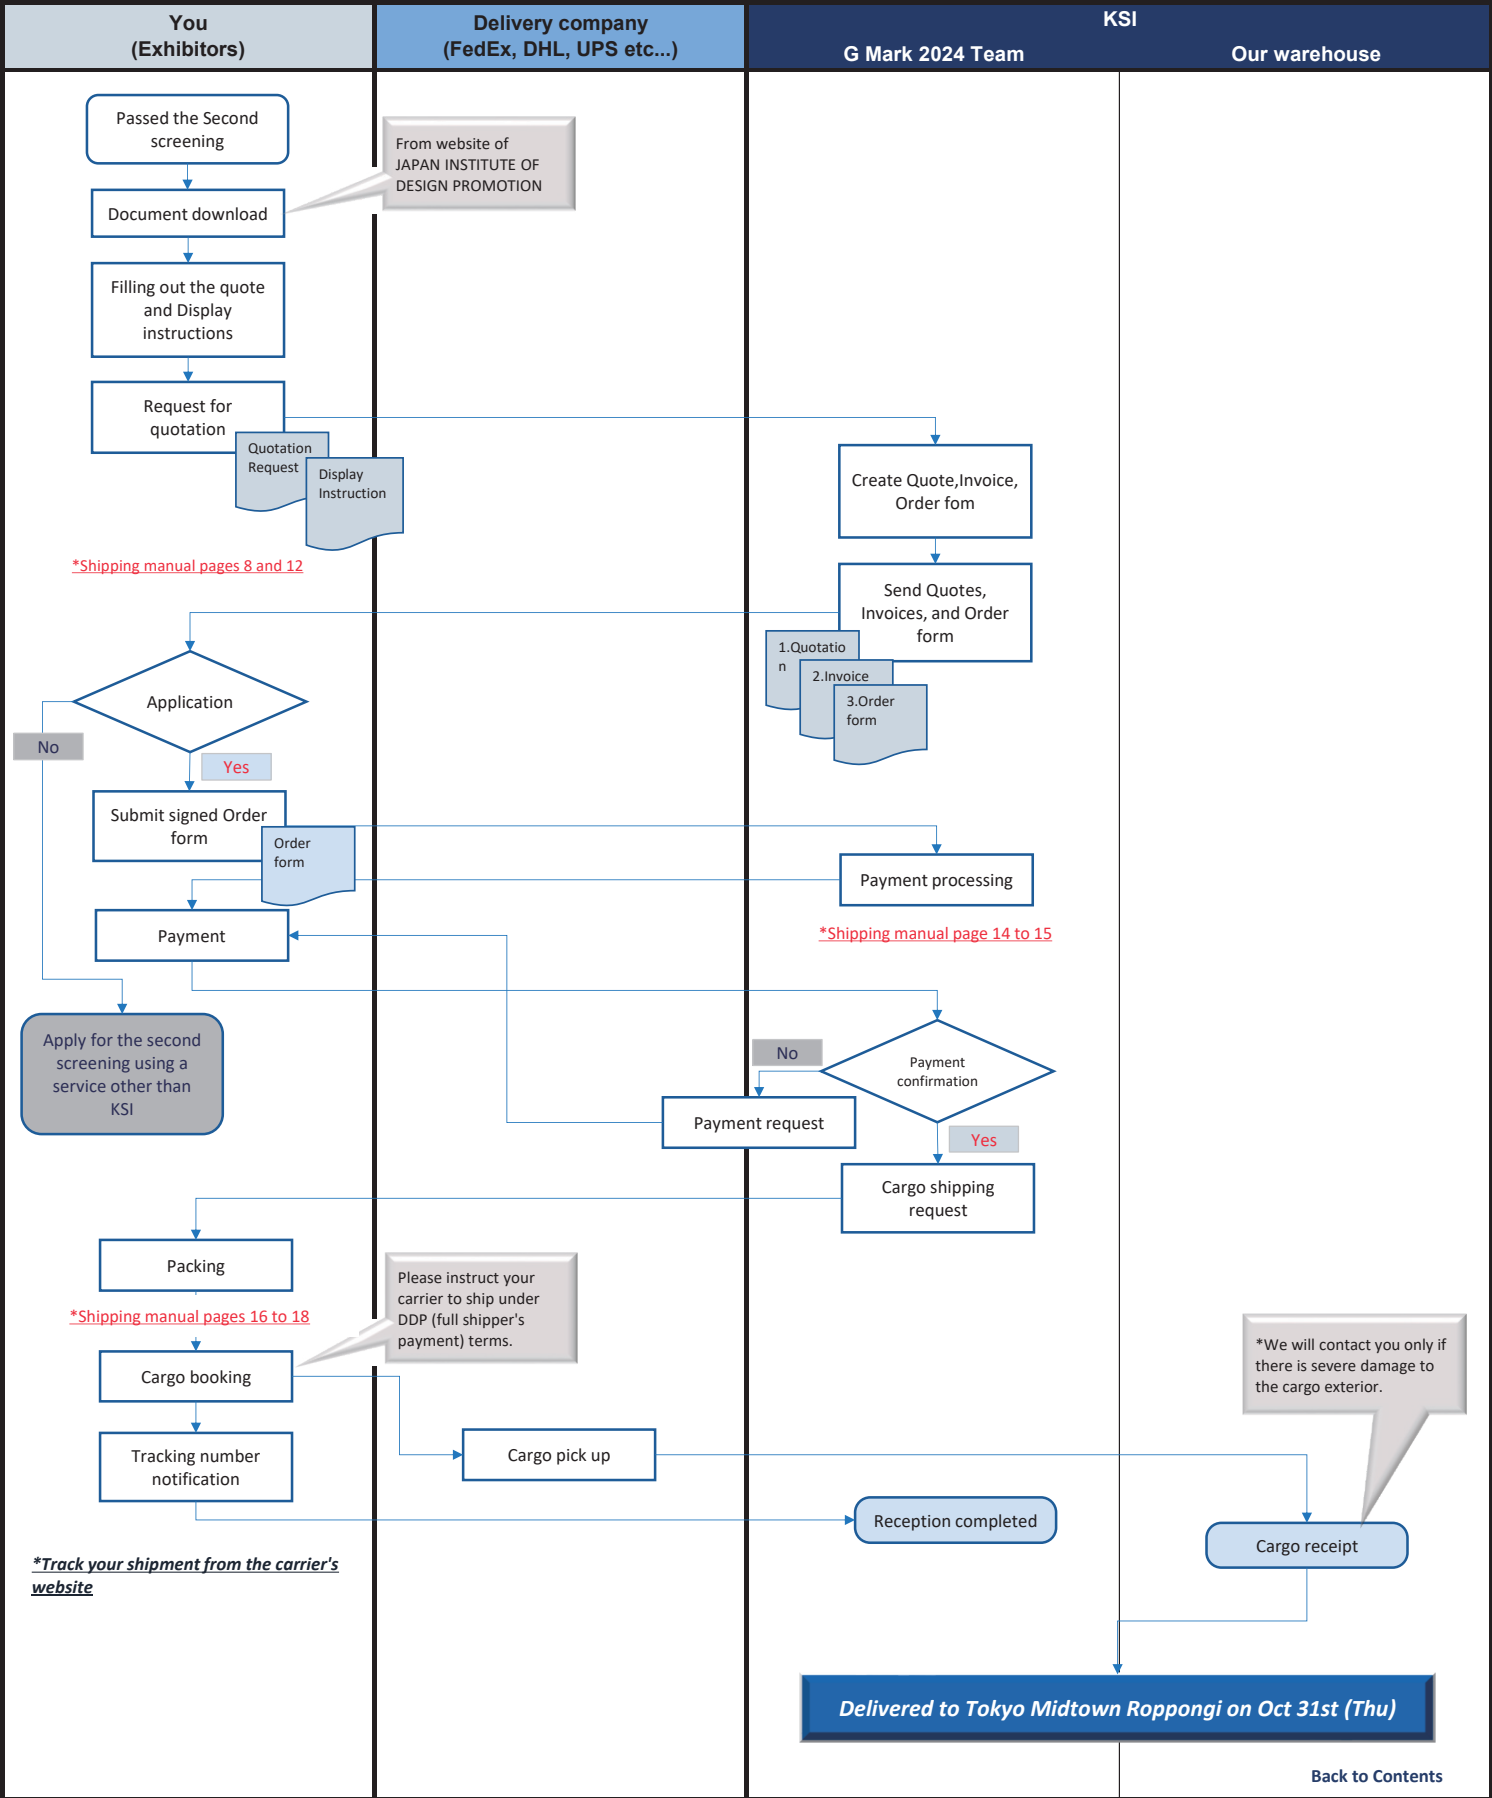 You
(Exhibitors)
Delivery company
(FedEx, DHL, UPS etc...)
KSI
G Mark 2024 Team
Our warehouse
Passed the Second
screening
From website of
JAPAN INSTITUTE OF
DESIGN PROMOTION
Document download
Filling out the quote
and Display
instructions
Request for
quotation
Quotation
Request
Display
Instruction
Create Quote,Invoice,
Order fom
*Shipping manual pages 8 and 12
Send Quotes,
Invoices, and Order
form
1.Quotatio
n
2.Invoice
3.Order
form
Application
No
Yes
Submit signed Order
form
Order
form
Payment processing
*Shipping manual page 14 to 15
Payment
Apply for the second
screening using a
service other than
KSI
No
Payment
confirmation
Payment request
Yes
Cargo shipping
request
Packing
*Shipping manual pages 16 to 18
Please instruct your
carrier to ship under
DDP (full shipper's
payment) terms.
Cargo booking
*We will contact you only if
there is severe damage to
the cargo exterior.
Tracking number
notification
Cargo pick up
Reception completed
Cargo receipt
*Track your shipment from the carrier's
website
Delivered to Tokyo Midtown Roppongi on Oct 31st (Thu)
Back to Contents